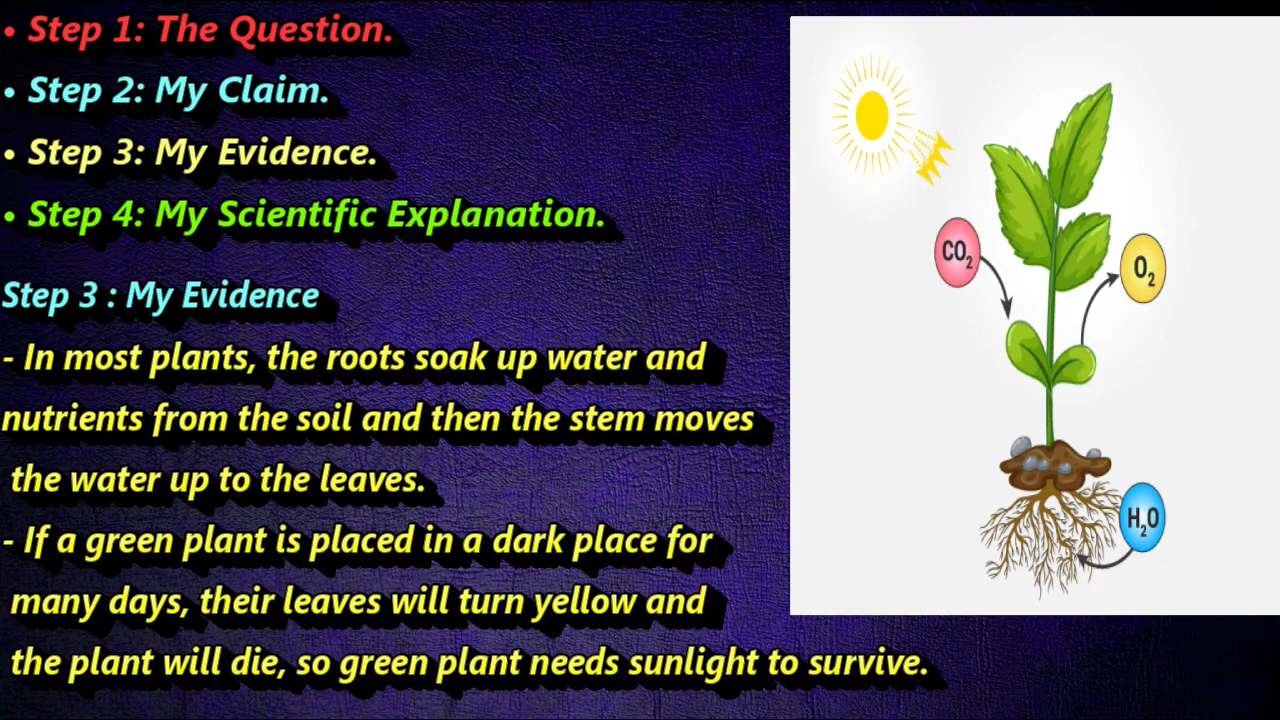 • Step 1: The Question.
• Step 2: My Claim.
• Step 3: My Evidence.
• Step 4: My Scientific Explanation.
Step 3 : My Evidence
- In most plants, the roots soak up water and
nutrients from the soil and then the stem moves
the water up to the leaves.
- If a green plant is placed in a dark place for
many days, their leaves will turn yellow and
the plant will die, so green plant needs sunlight to survive.
CO₂
O₂
H₂O